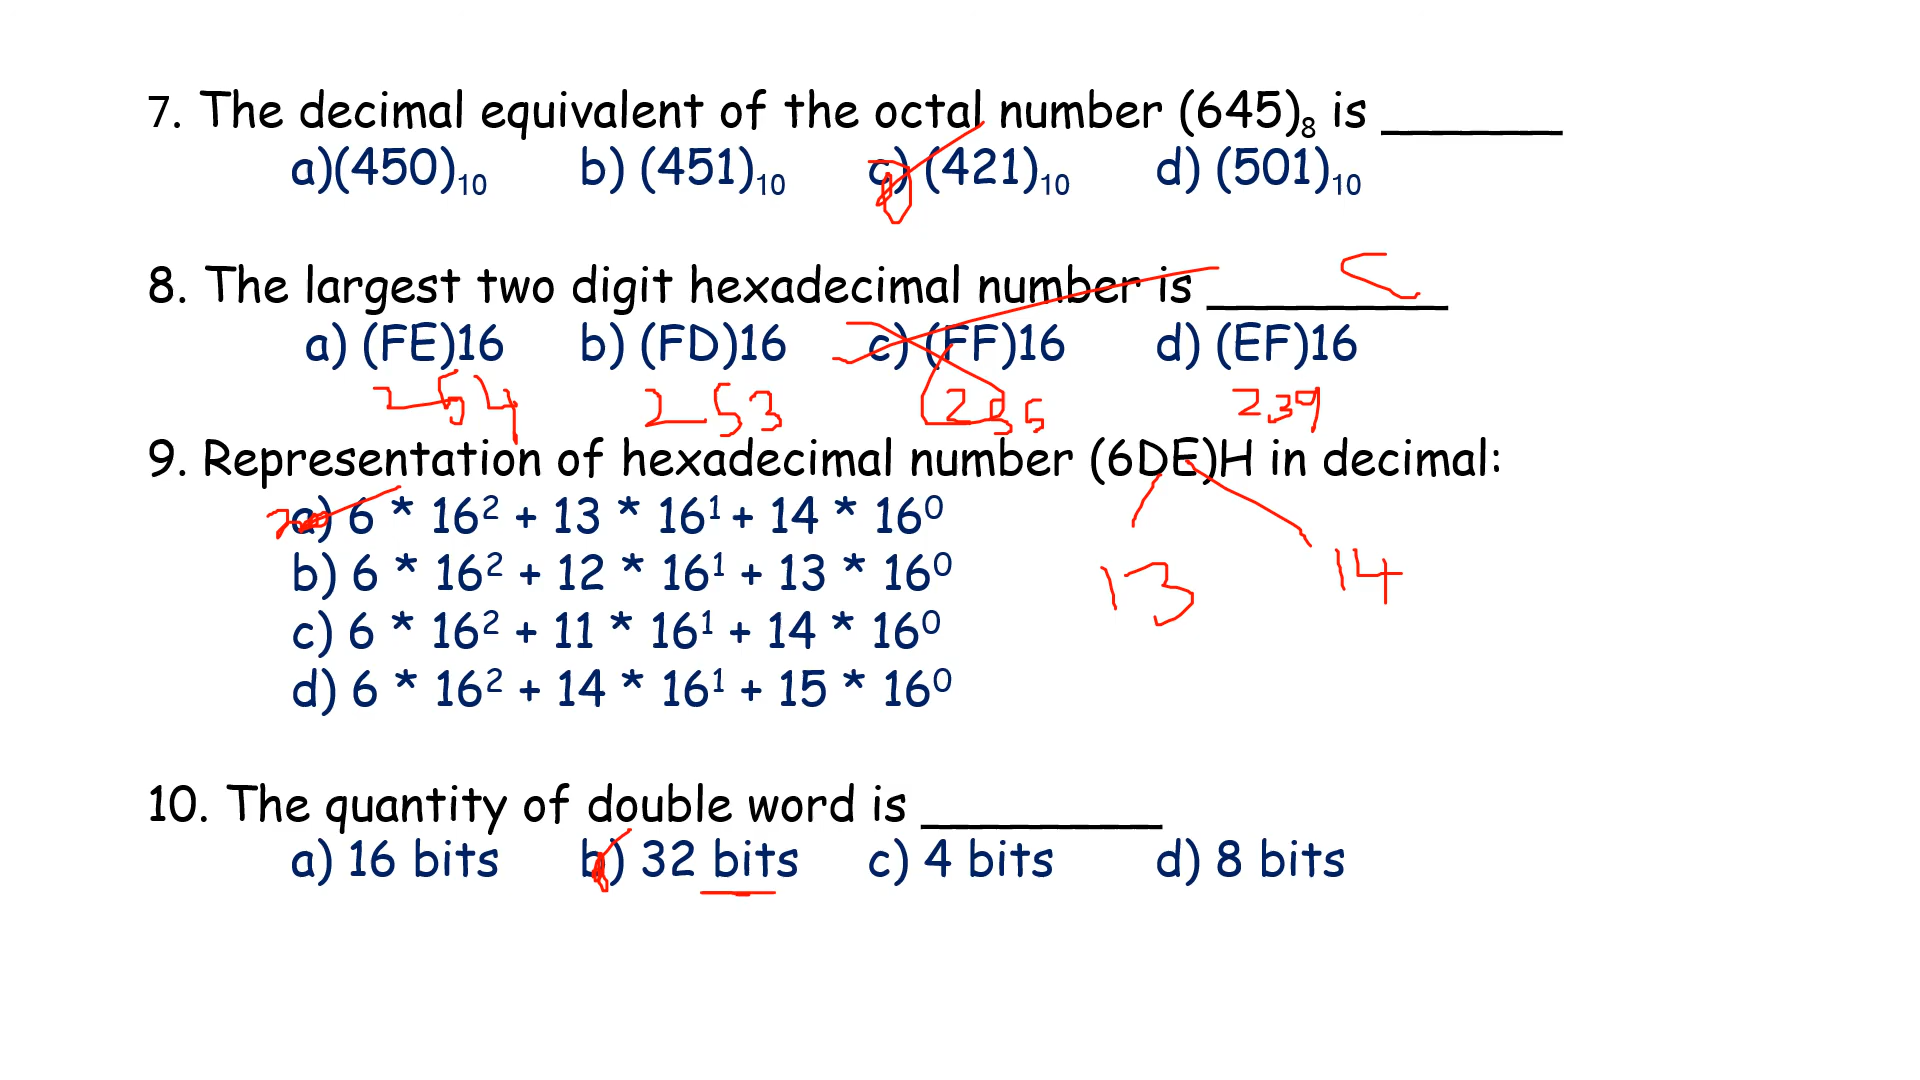 7. The decimal equivalent of the octal number (645)₈ is ______
a)(450)₁₀ b) (451)₁₀ c) (421)₁₀ d) (501)₁₀
8. The largest two digit hexadecimal number is ________
a) (FE)16 b) (FD)16 c) (FF)16 d) (EF)16
254 253 239
9. Representation of hexadecimal number (6DE)H in decimal:
a) 6 * 16² + 13 * 16¹ + 14 * 16⁰
b) 6 * 16² + 12 * 16¹ + 13 * 16⁰
13 14
c) 6 * 16² + 11 * 16¹ + 14 * 16⁰
d) 6 * 16² + 14 * 16¹ + 15 * 16⁰
10. The quantity of double word is ________
a) 16 bits b) 32 bits c) 4 bits d) 8 bits